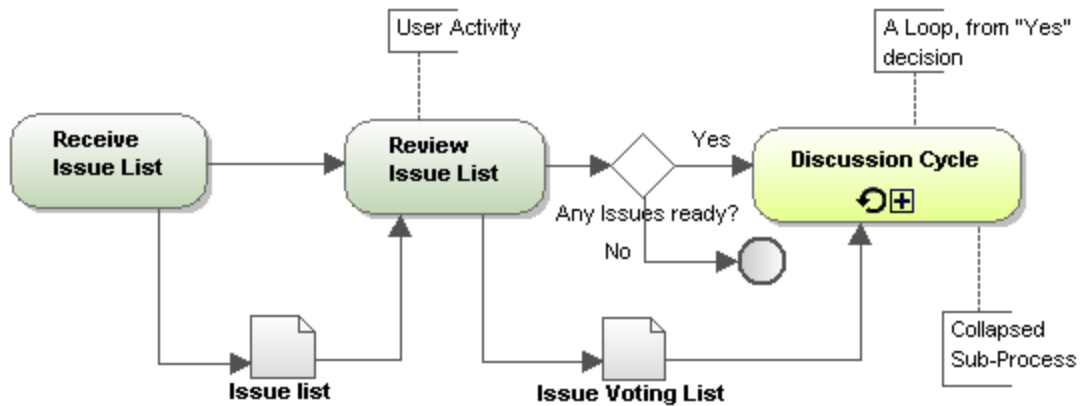 User Activity
A Loop, from "Yes"
decision
Receive
Issue List
Review
Issue List
Yes
Discussion Cycle
Any Issues ready?
No
Collapsed
Sub-Process
Issue list
Issue Voting List